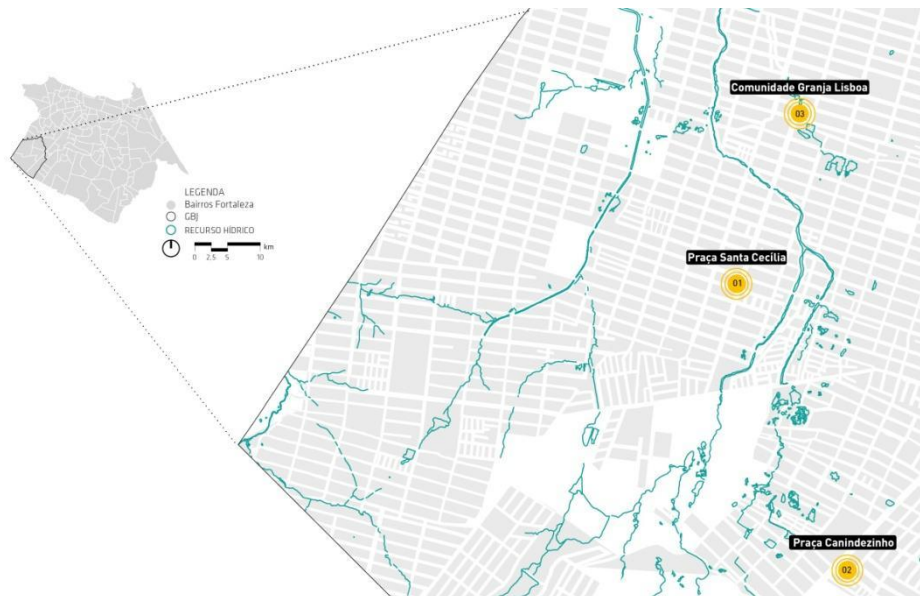 Comunidade Granja Lisboa
03
LEGENDA
Bairros Fortaleza
GBJ
RECURSO HÍDRICO
km
0 2.5 5 10
Praça Santa Cecília
01
Praça Canindezinho
02